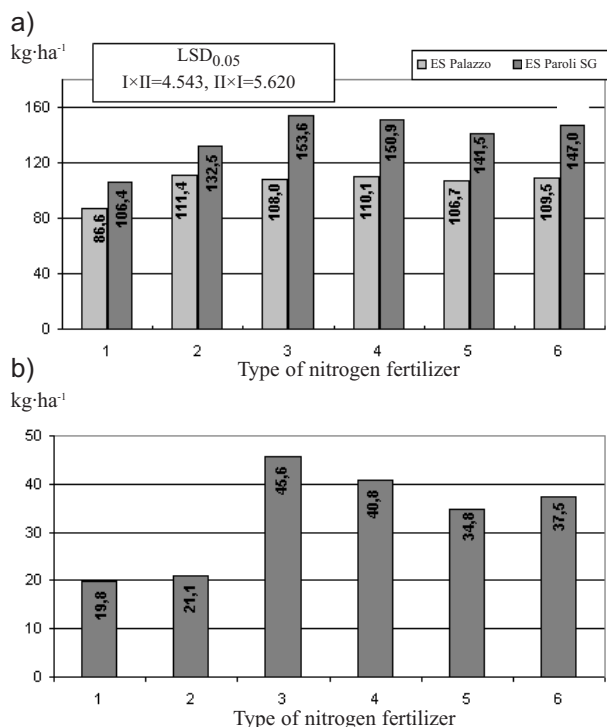 a)
kg·ha⁻¹
LSD0.05
I×II=4.543, II×I=5.620
ES Palazzo ES Paroli SG
160
120
80
40
0
86,6 106,4 111,4 132,5 108,0 153,6 110,1 150,9 106,7 141,5 109,5 147,0
1 2 3 4 5 6
Type of nitrogen fertilizer
b)
kg·ha⁻¹
50
40
30
20
10
0
19,8 21,1 45,6 40,8 34,8 37,5
1 2 3 4 5 6
Type of nitrogen fertilizer